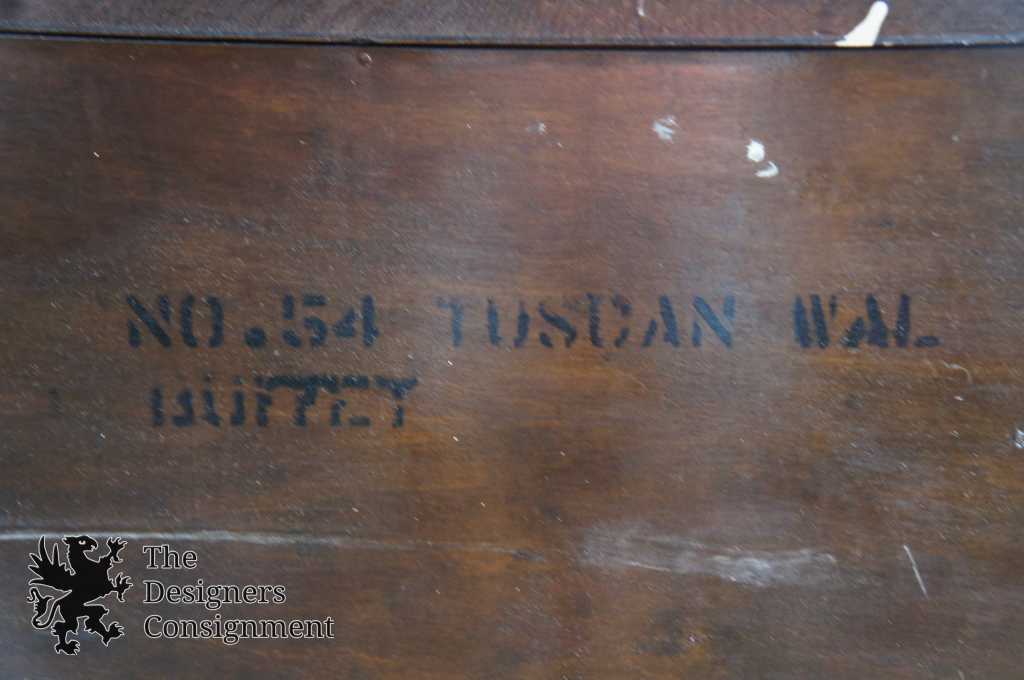 NO. 54 TUSCAN WAL
BUFFET
The
Designers
Consignment